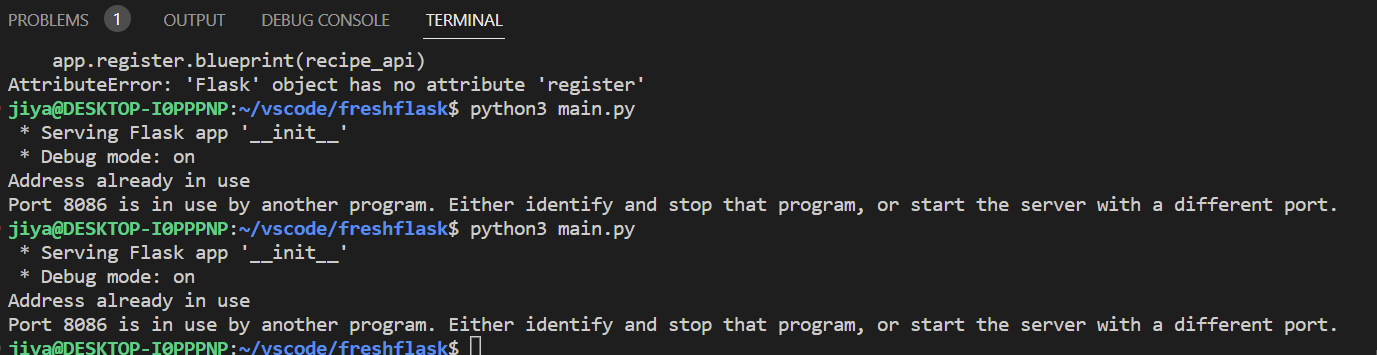 PROBLEMS 1 OUTPUT DEBUG CONSOLE TERMINAL
app.register.blueprint(recipe_api)
AttributeError: 'Flask' object has no attribute 'register'
jiya@DESKTOP-I0PPPNP:~/vscode/freshflask$ python3 main.py
 * Serving Flask app '__init__'
 * Debug mode: on
Address already in use
Port 8086 is in use by another program. Either identify and stop that program, or start the server with a different port.
jiya@DESKTOP-I0PPPNP:~/vscode/freshflask$ python3 main.py
 * Serving Flask app '__init__'
 * Debug mode: on
Address already in use
Port 8086 is in use by another program. Either identify and stop that program, or start the server with a different port.
jiya@DESKTOP-I0PPPNP:~/vscode/freshflask$